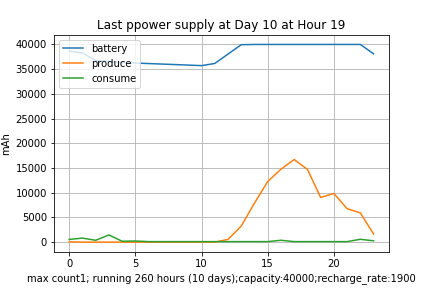 Last ppower supply at Day 10 at Hour 19
40000
35000
30000
25000
20000
15000
10000
5000
0
mAh
battery
produce
consume
0 5 10 15 20
max count1; running 260 hours (10 days);capacity:40000;recharge_rate:1900